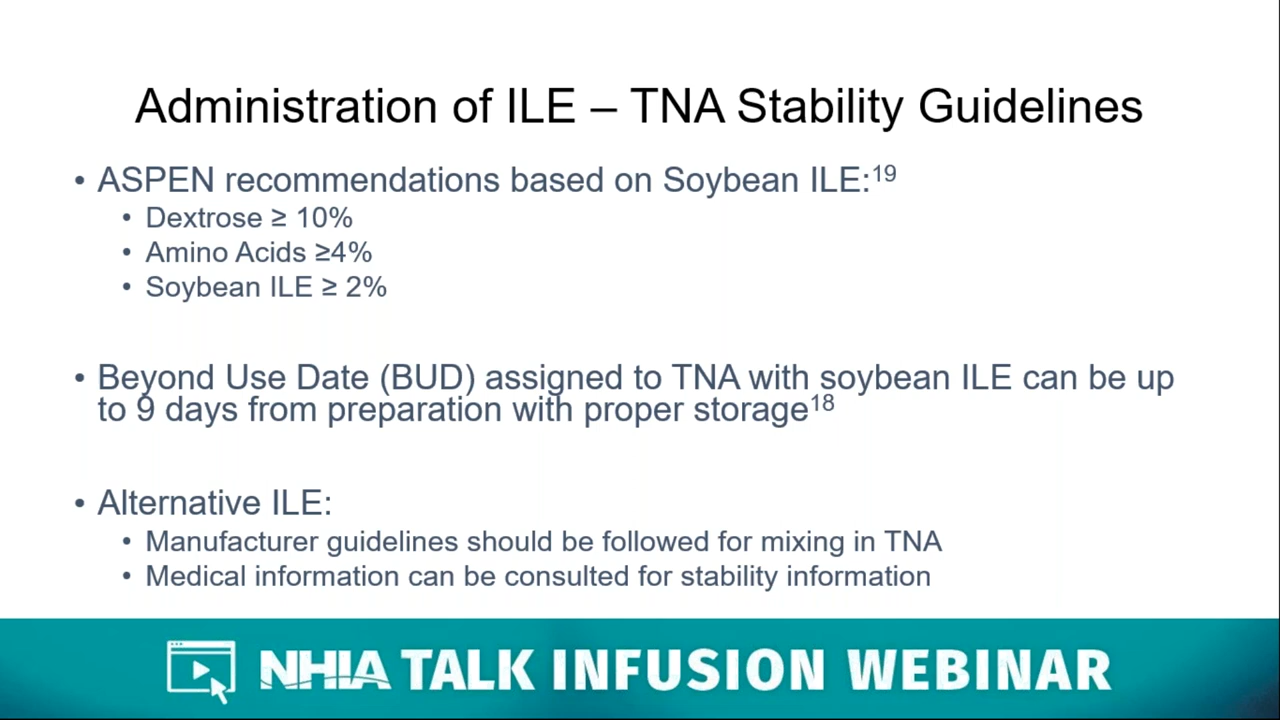 Administration of ILE – TNA Stability Guidelines
• ASPEN recommendations based on Soybean ILE:19
• Dextrose ≥ 10%
• Amino Acids ≥4%
• Soybean ILE ≥ 2%
• Beyond Use Date (BUD) assigned to TNA with soybean ILE can be up
to 9 days from preparation with proper storage18
• Alternative ILE:
• Manufacturer guidelines should be followed for mixing in TNA
• Medical information can be consulted for stability information
NHIA TALK INFUSION WEBINAR